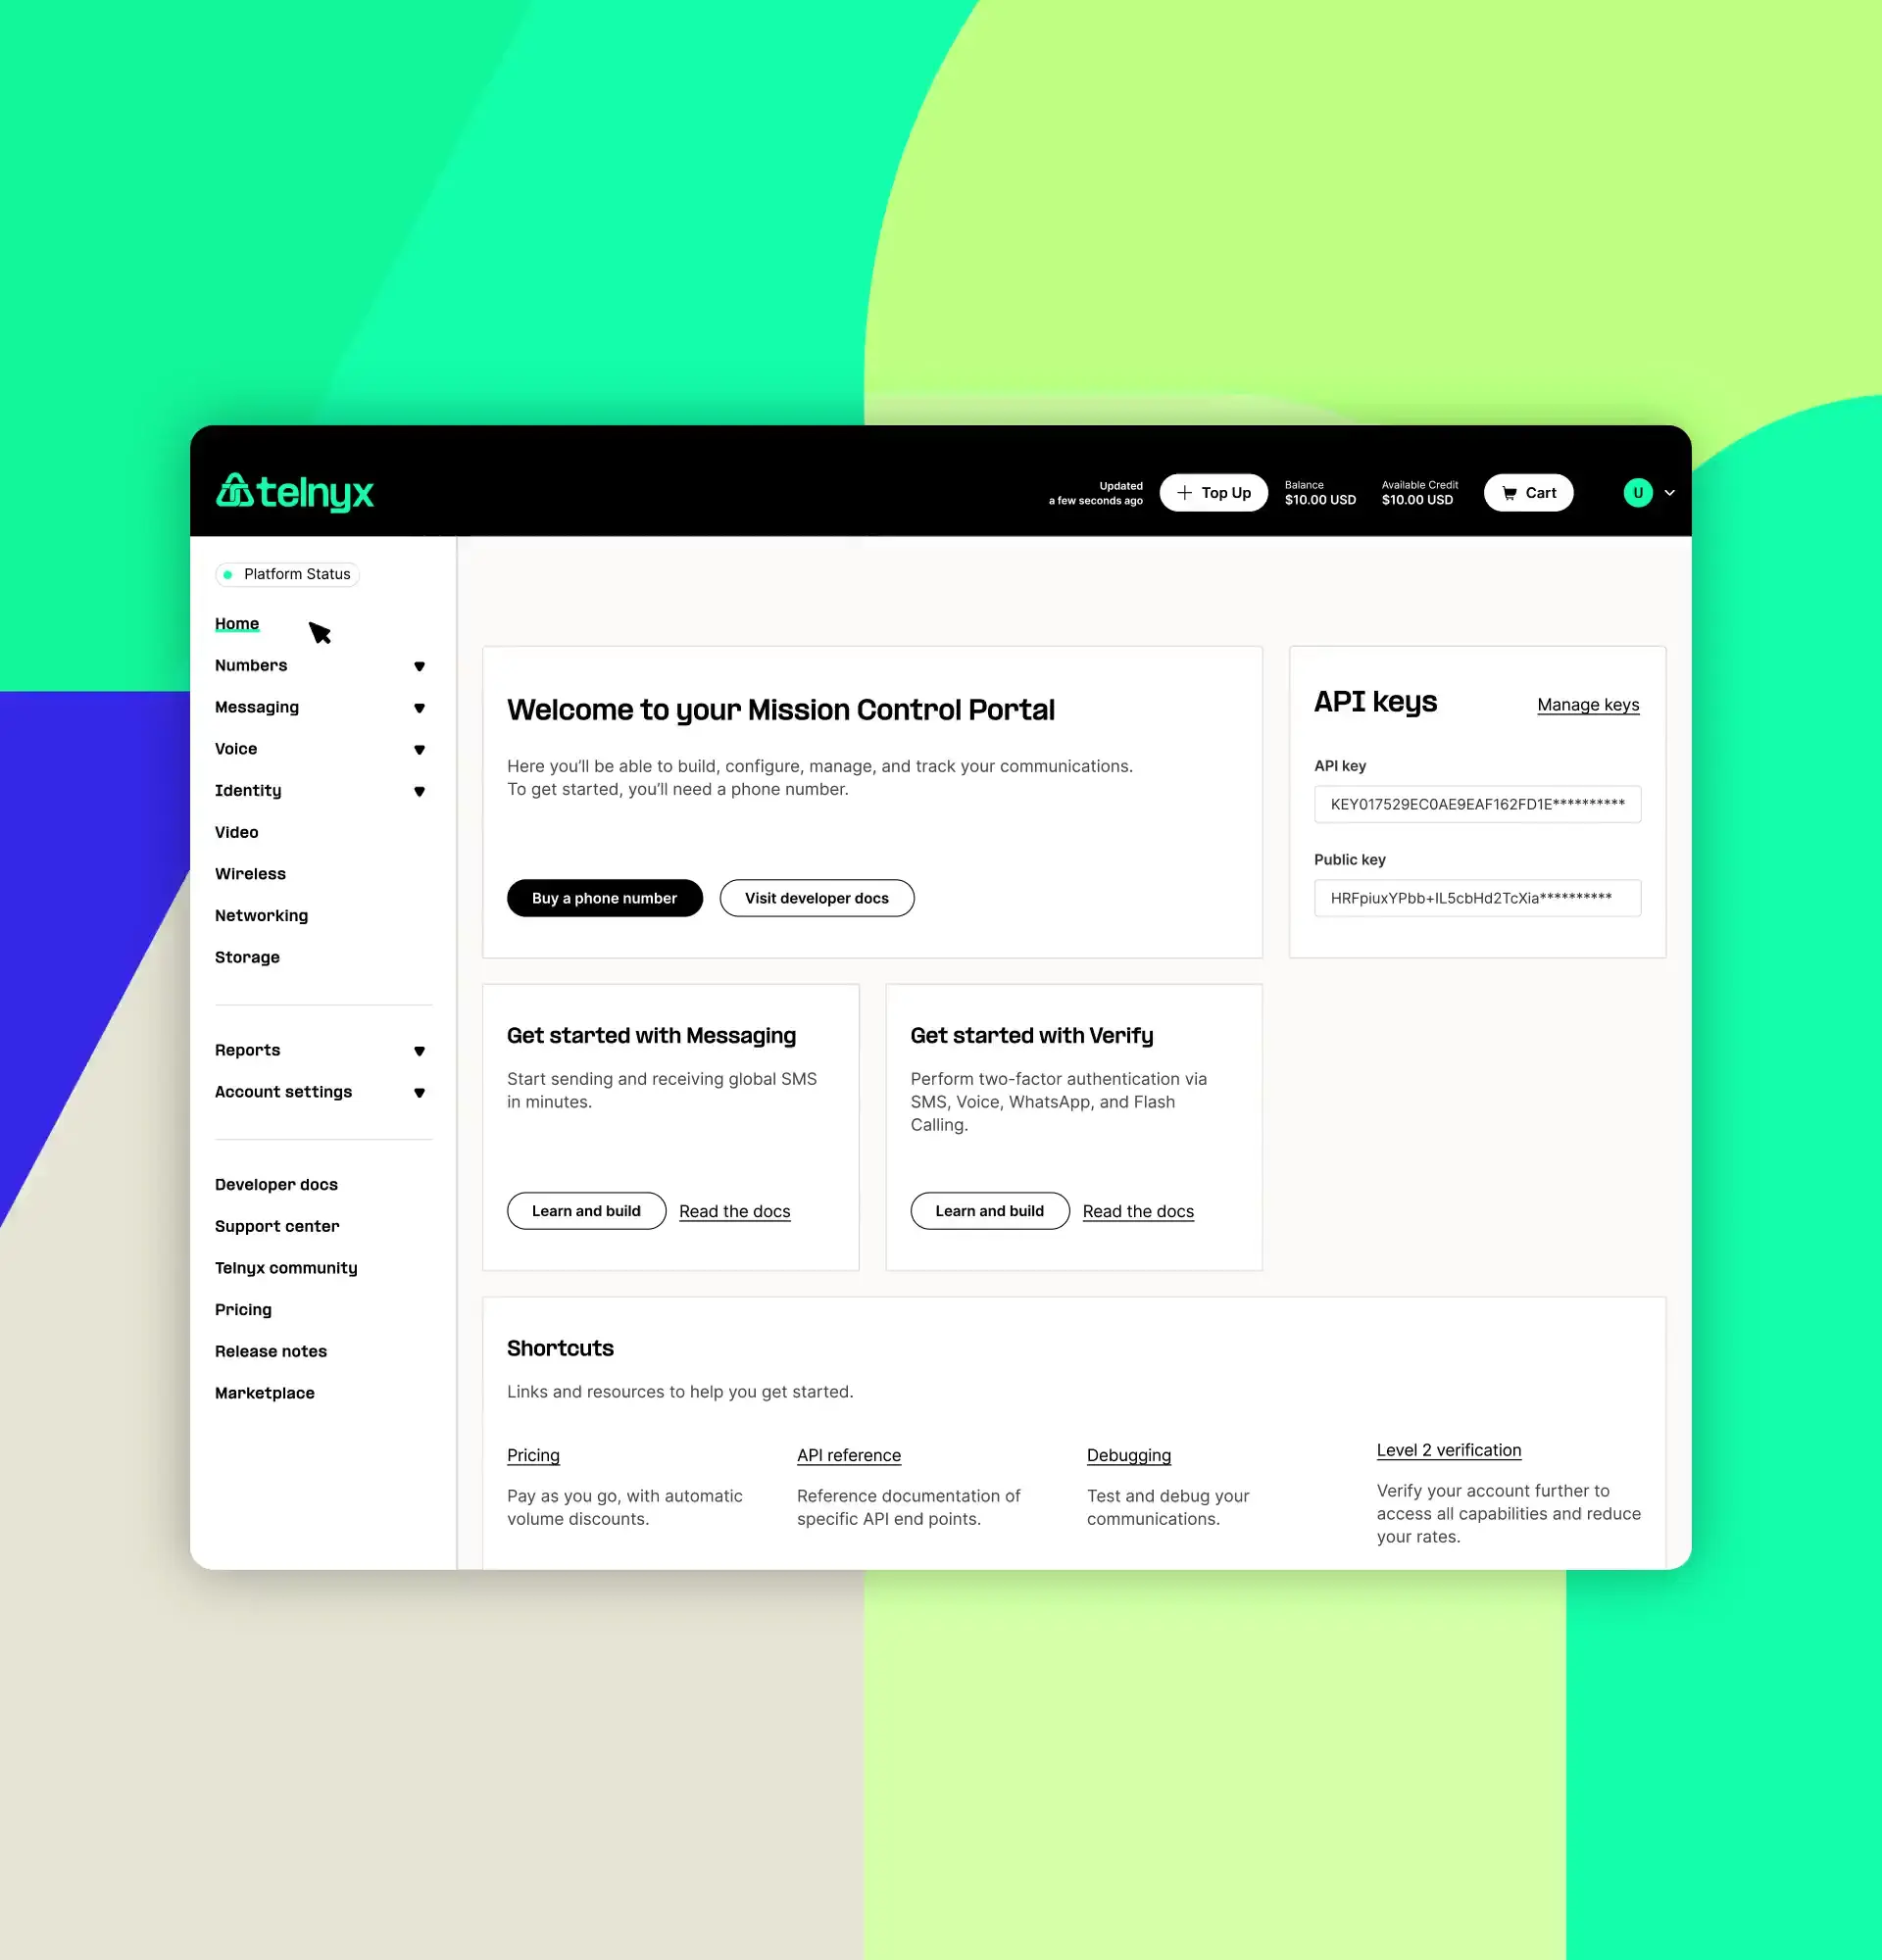 telnyx
Updated
a few seconds ago
Top Up
Balance
$10.00 USD
Available Credit
$10.00 USD
Cart
U
Platform Status
Home
Numbers
Messaging
Voice
Identity
Video
Wireless
Networking
Storage
Reports
Account settings
Developer docs
Support center
Telnyx community
Pricing
Release notes
Marketplace
Welcome to your Mission Control Portal
Here you'll be able to build, configure, manage, and track your communications.
To get started, you'll need a phone number.
Buy a phone number
Visit developer docs
API keys
Manage keys
API key
KEY017529EC0AE9EAF162FD1E**********
Public key
HRFpiuxYPbb+IL5cbHd2TcXia**********
Get started with Messaging
Start sending and receiving global SMS
in minutes.
Learn and build
Read the docs
Get started with Verify
Perform two-factor authentication via
SMS, Voice, WhatsApp, and Flash
Calling.
Learn and build
Read the docs
Shortcuts
Links and resources to help you get started.
Pricing
Pay as you go, with automatic
volume discounts.
API reference
Reference documentation of
specific API end points.
Debugging
Test and debug your
communications.
Level 2 verification
Verify your account further to
access all capabilities and reduce
your rates.